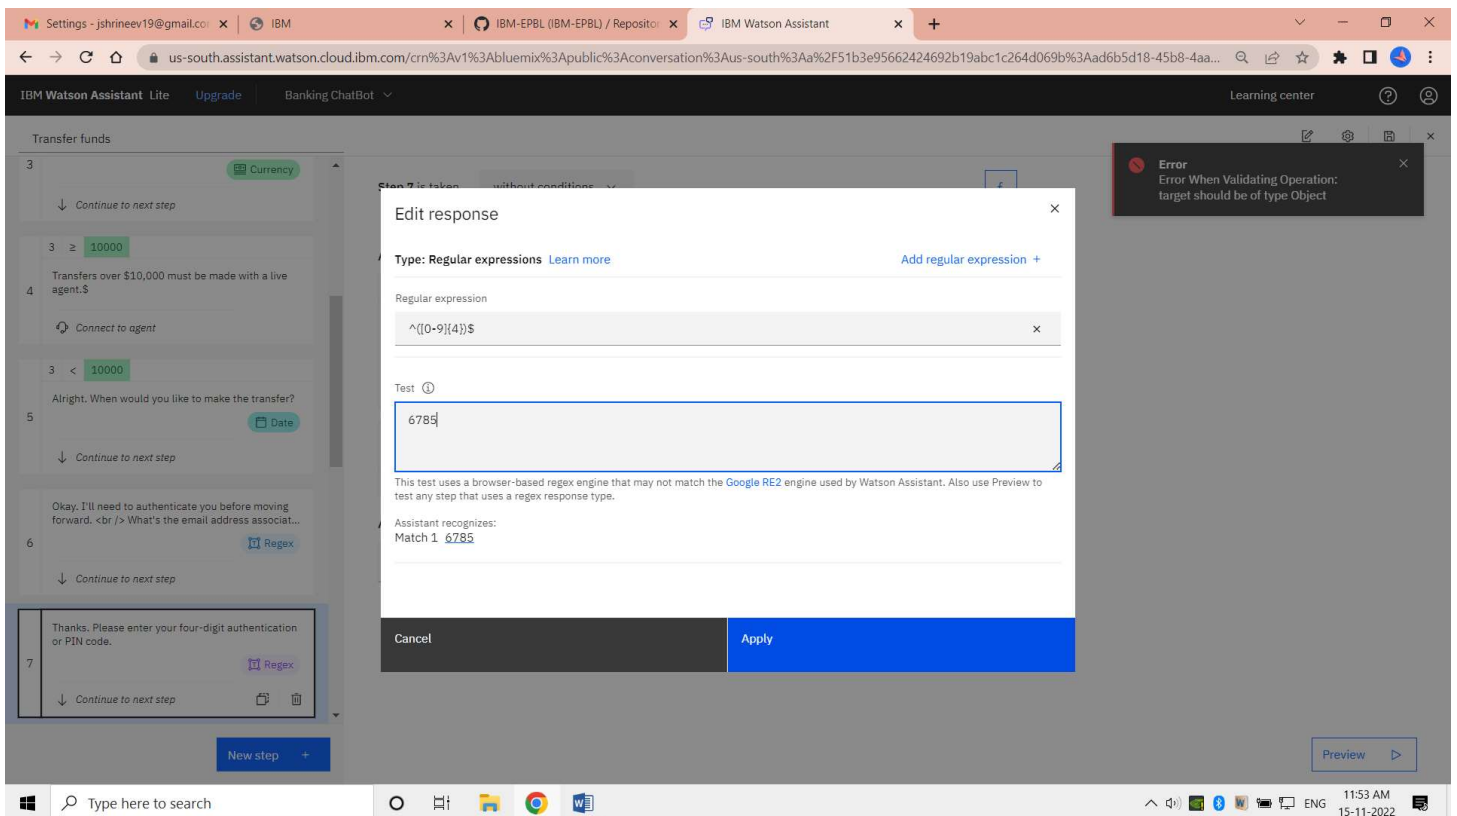 Settings - jshrineev19@gmail.co
IBM
IBM-EPBL (IBM-EPBL) / Repositor
IBM Watson Assistant
us-south.assistant.watson.cloud.ibm.com/crn%3Av1%3Abluemix%3Apublic%3Aconversation%3Aus-south%3Aa%2F51b3e95662424692b19abc1c264d069b%3Aad6b5d18-45b8-4aa...
IBM Watson Assistant Lite Upgrade Banking ChatBot
Learning center
Transfer funds
Error
Error When Validating Operation:
target should be of type Object
3
Currency
Continue to next step
3 ≥ 10000
Transfers over $10,000 must be made with a live
4 agent.$
Connect to agent
3 < 10000
Alright. When would you like to make the transfer?
5
Date
Continue to next step
Okay. I'll need to authenticate you before moving
forward. <br /> What's the email address associat...
6
Regex
Continue to next step
Thanks. Please enter your four-digit authentication
or PIN code.
7
Regex
Continue to next step
New step +
Step 7 is taken without conditions
Edit response
Type: Regular expressions Learn more
Add regular expression +
Regular expression
^([0-9]{4})$
Test
6785
This test uses a browser-based regex engine that may not match the Google RE2 engine used by Watson Assistant. Also use Preview to
test any step that uses a regex response type.
Assistant recognizes:
Match 1 6785
Cancel
Apply
Preview
Type here to search
ENG
11:53 AM
15-11-2022